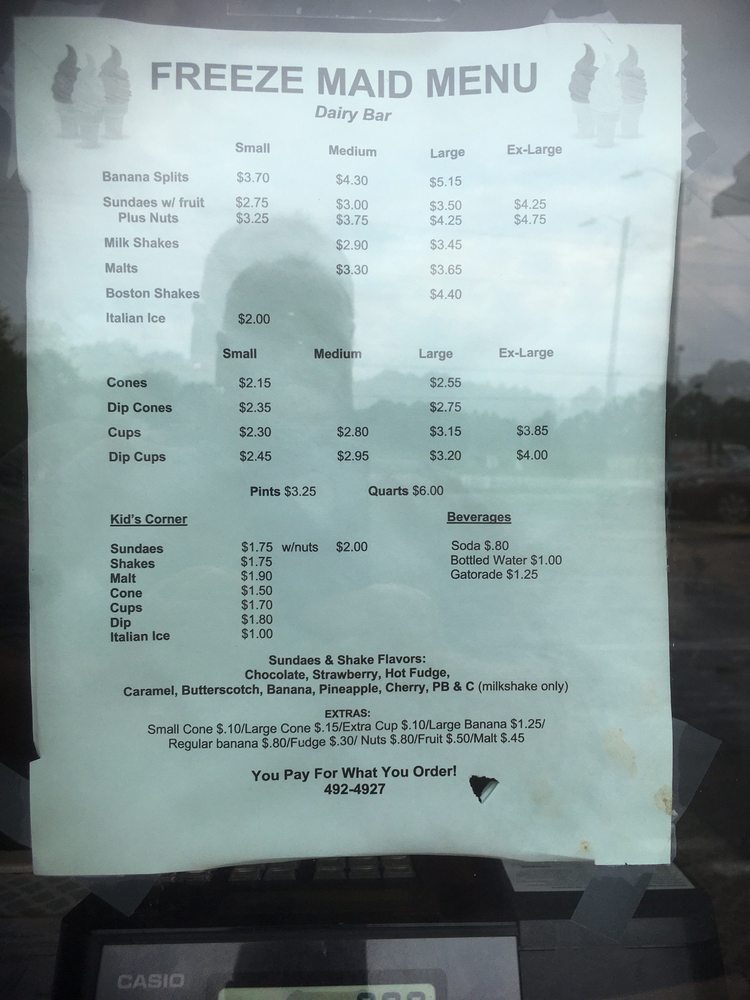 FREEZE MAID MENU
Dairy Bar
Small Medium Large Ex-Large
Banana Splits $3.70 $4.30 $5.15
Sundaes w/ fruit $2.75 $3.00 $3.50 $4.25
Plus Nuts $3.25 $3.75 $4.25 $4.75
Milk Shakes $2.90 $3.45
Malts $3.30 $3.65
Boston Shakes $4.40
Italian Ice $2.00
Small Medium Large Ex-Large
Cones $2.15 $2.55
Dip Cones $2.35 $2.75
Cups $2.30 $2.80 $3.15 $3.85
Dip Cups $2.45 $2.95 $3.20 $4.00
Pints $3.25 Quarts $6.00
Kid's Corner
Sundaes $1.75 w/nuts $2.00
Shakes $1.75
Malt $1.90
Cone $1.50
Cups $1.70
Dip $1.80
Italian Ice $1.00
Beverages
Soda $.80
Bottled Water $1.00
Gatorade $1.25
Sundaes & Shake Flavors:
Chocolate, Strawberry, Hot Fudge,
Caramel, Butterscotch, Banana, Pineapple, Cherry, PB & C (milkshake only)
EXTRAS:
Small Cone $.10/Large Cone $.15/Extra Cup $.10/Large Banana $1.25/
Regular banana $.80/Fudge $.30/ Nuts $.80/Fruit $.50/Malt $.45
You Pay For What You Order!
492-4927
CASIO